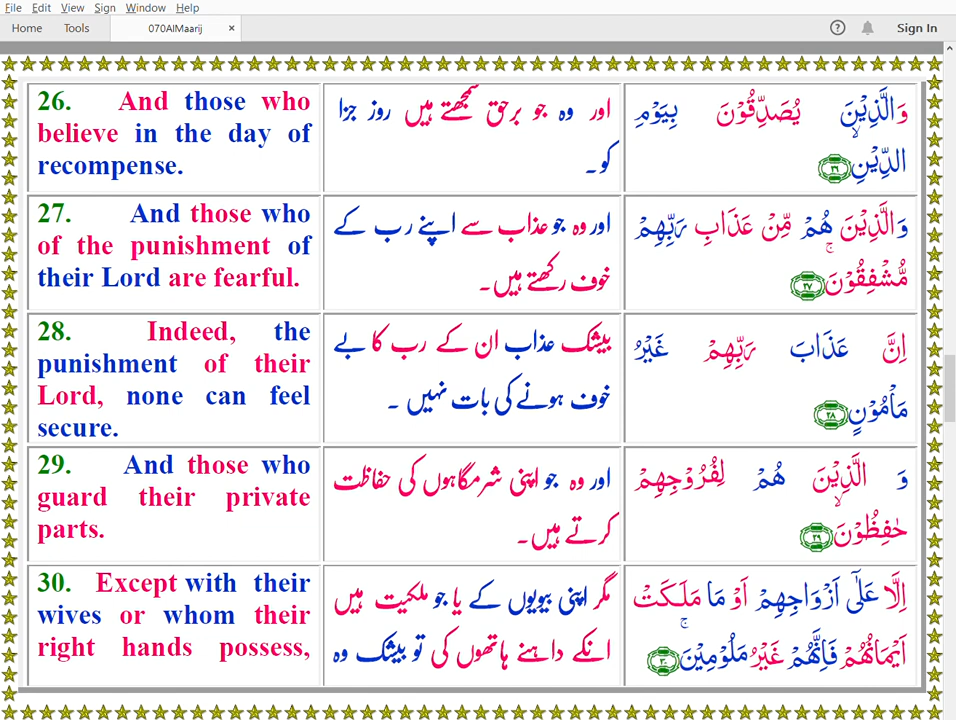 File Edit View Sign Window Help
Home Tools 070AlMaarij × Sign In
26. And those who
believe in the day of
recompense.
اور وہ جو برحق سمجھتے ہیں روز جزا
کو۔
وَالَّذِيْنَ يُصَدِّقُوْنَ بِيَوْمِ
الدِّيْنِۙ ٢٦
27. And those who
of the punishment of
their Lord are fearful.
اور وہ جو عذاب سے اپنے رب کے
خوف رکھتے ہیں۔
وَالَّذِيْنَ هُمْ مِّنْ عَذَابِ رَبِّهِمْ
مُّشْفِقُوْنَۚ ٢٧
28. Indeed, the
punishment of their
Lord, none can feel
secure.
بیشک عذاب ان کے رب کا بے
خوف ہونے کی بات نہیں ۔
اِنَّ عَذَابَ رَبِّهِمْ غَيْرُ
مَاْمُوْنٍ ٢٨
29. And those who
guard their private
parts.
اور وہ جو اپنی شرمگاہوں کی حفاظت
کرتے ہیں۔
وَ الَّذِيْنَ هُمْ لِفُرُوْجِهِمْ
حٰفِظُوْنَۙ ٢٩
30. Except with their
wives or whom their
right hands possess,
مگر اپنی بیویوں کے یا جو ملکیت ہیں
انکے داہنے ہاتھوں کی تو بیشک وہ
اِلَّا عَلٰٓى اَزْوَاجِهِمْ اَوْ مَا مَلَـكَتْ
اَيْمَانُهُمْ فَاِنَّهُمْ غَيْرُ مَلُوْمِيْنَۚ ٣٠